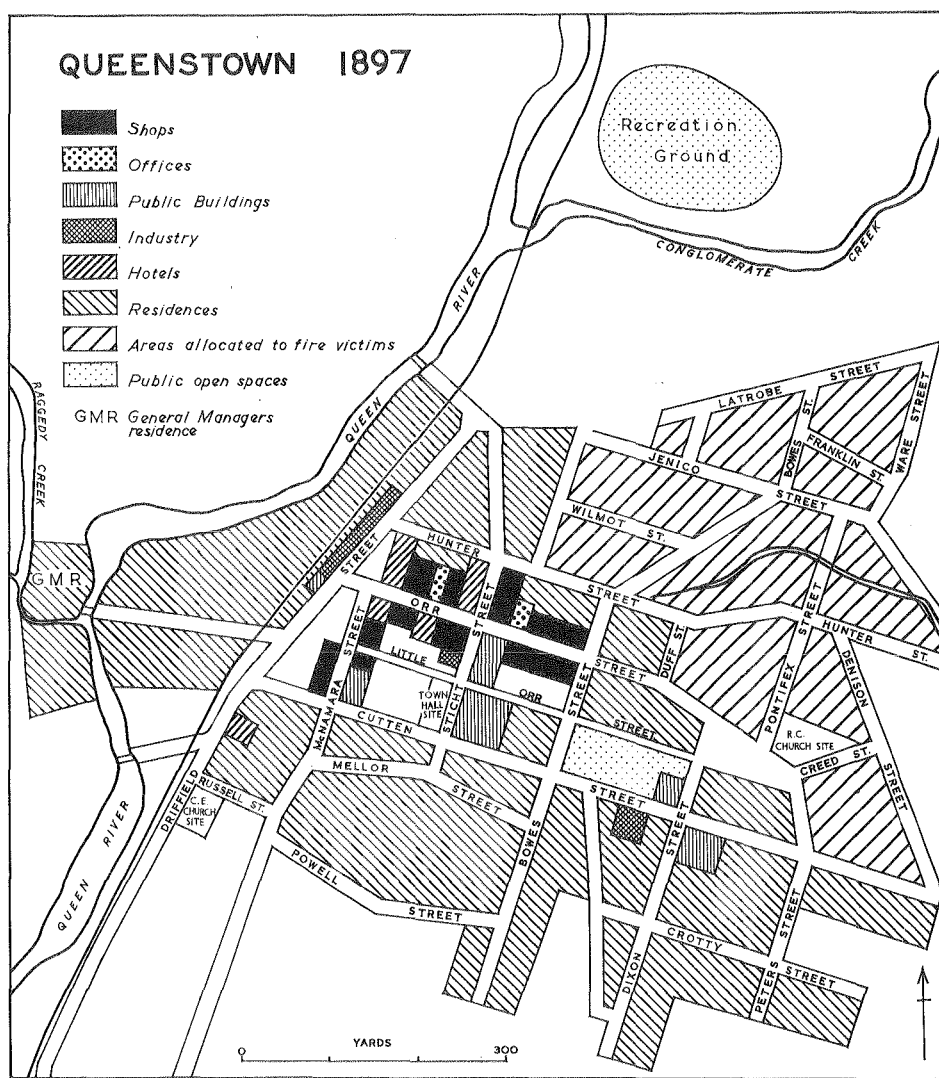 QUEENSTOWN 1897
Shops
Offices
Public Buildings
Industry
Hotels
Residences
Areas allocated to fire victims
Public open spaces
GMR General Managers
residence
Recreation
Ground
CONGLOMERATE
CREEK
RIVER
QUEEN
RAGGEDY
CREEK
GMR
LATROBE STREET
BOWES ST.
FRANKLIN ST.
WARE STREET
JENICO STREET
WILMOT ST.
HUNTER STREET
HUNTER ST.
STREET
ORR STREET
LITTLE ORR STREET
McNAMARA STREET
STICHT STREET
TOWN
HALL
SITE
DUFF ST.
PONTIFEX STREET
DENISON STREET
R.C.
CHURCH SITE
CREED ST.
CUTTEN STREET
MELLOR STREET
BOWES STREET
DRIFFIELD
RUSSELL ST.
C.E.
CHURCH
SITE
POWELL STREET
DIXON STREET
CROTTY STREET
PETERS STREET
QUEEN RIVER
YARDS
0 300